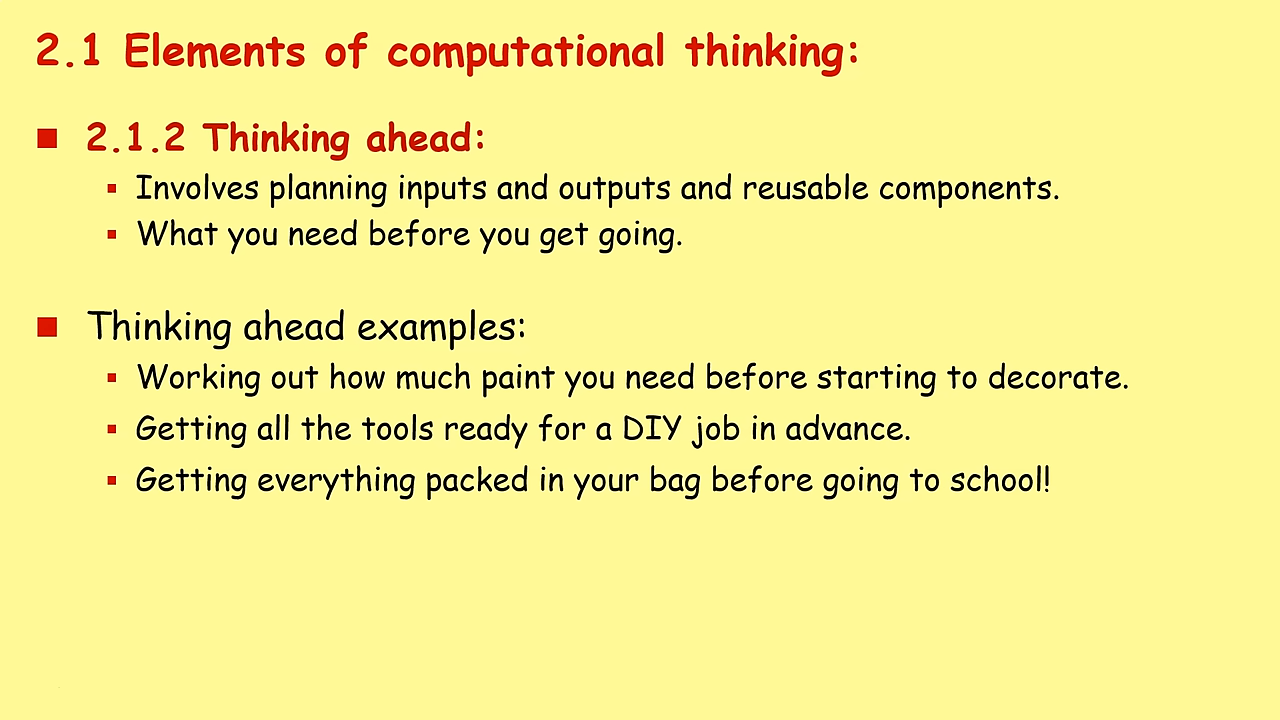 2.1 Elements of computational thinking:
2.1.2 Thinking ahead:
Involves planning inputs and outputs and reusable components.
What you need before you get going.
Thinking ahead examples:
Working out how much paint you need before starting to decorate.
Getting all the tools ready for a DIY job in advance.
Getting everything packed in your bag before going to school!